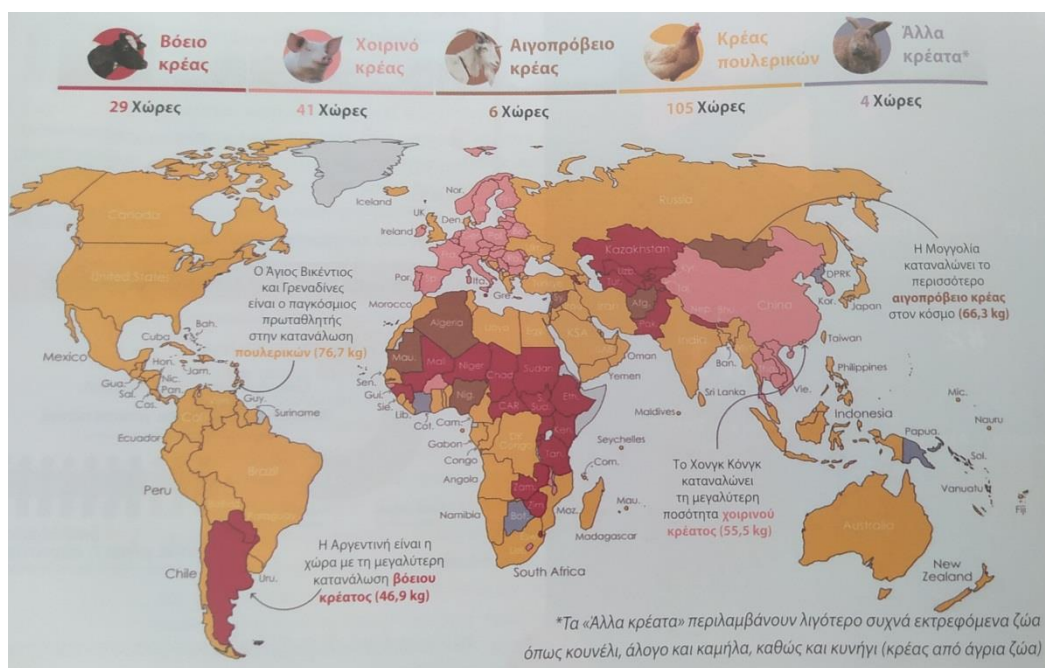 Βόειο
κρέας
29 Χώρες
Χοιρινό
κρέας
41 Χώρες
Αιγοπρόβειο
κρέας
6 Χώρες
Κρέας
πουλερικών
105 Χώρες
Άλλα
κρέατα*
4 Χώρες
Canada
United States
Mexico
Cuba
Bah.
Hon.
Jam.
Gua.
Nic.
Sal.
Pan.
Cos.
Guy.
Suriname
Ecuador
Peru
Brazil
Chile
Uru.
Ο Άγιος Βικέντιος
και Γρεναδίνες
είναι ο παγκόσμιος
πρωταθλητής
στην κατανάλωση
πουλερικών (76,7 kg)
Η Αργεντινή είναι η
χώρα με τη μεγαλύτερη
κατανάλωση βόειου
κρέατος (46,9 kg)
Iceland
Nor.
UK
Den.
Ireland
Por.
Ita.
Gre.
Morocco
Algeria
Libya
Mau.
Mali
Niger
Chad
Sudan
Sen.
Gui.
Sie.
Lib.
Cot.
Nig.
Cam.
CAR
Eth.
Ken.
Gabon
Congo
DR
Congo
Tan.
Angola
Zam.
Zim.
Namibia
Bot.
Moz.
South Africa
Madagascar
Mau.
Com.
Seychelles
Maldives
KSA
Oman
Yemen
Russia
Kazakhstan
Uzb.
Afg.
Pak.
India
Nep.
Ban.
Sri Lanka
China
DPRK
Kor.
Japan
Taiwan
Vie.
Philippines
Indonesia
Papua.
Mic.
Nauru
Sol.
Vanuatu
Fiji
Australia
New
Zealand
Η Μογγολία
καταναλώνει το
περισσότερο
αιγοπρόβειο κρέας
στον κόσμο (66,3 kg)
Το Χονγκ Κόνγκ
καταναλώνει
τη μεγαλύτερη
ποσότητα χοιρινού
κρέατος (55,5 kg)
*Τα «Άλλα κρέατα» περιλαμβάνουν λιγότερο συχνά εκτρεφόμενα ζώα
όπως κουνέλι, άλογο και καμήλα, καθώς και κυνήγι (κρέας από άγρια ζώα)